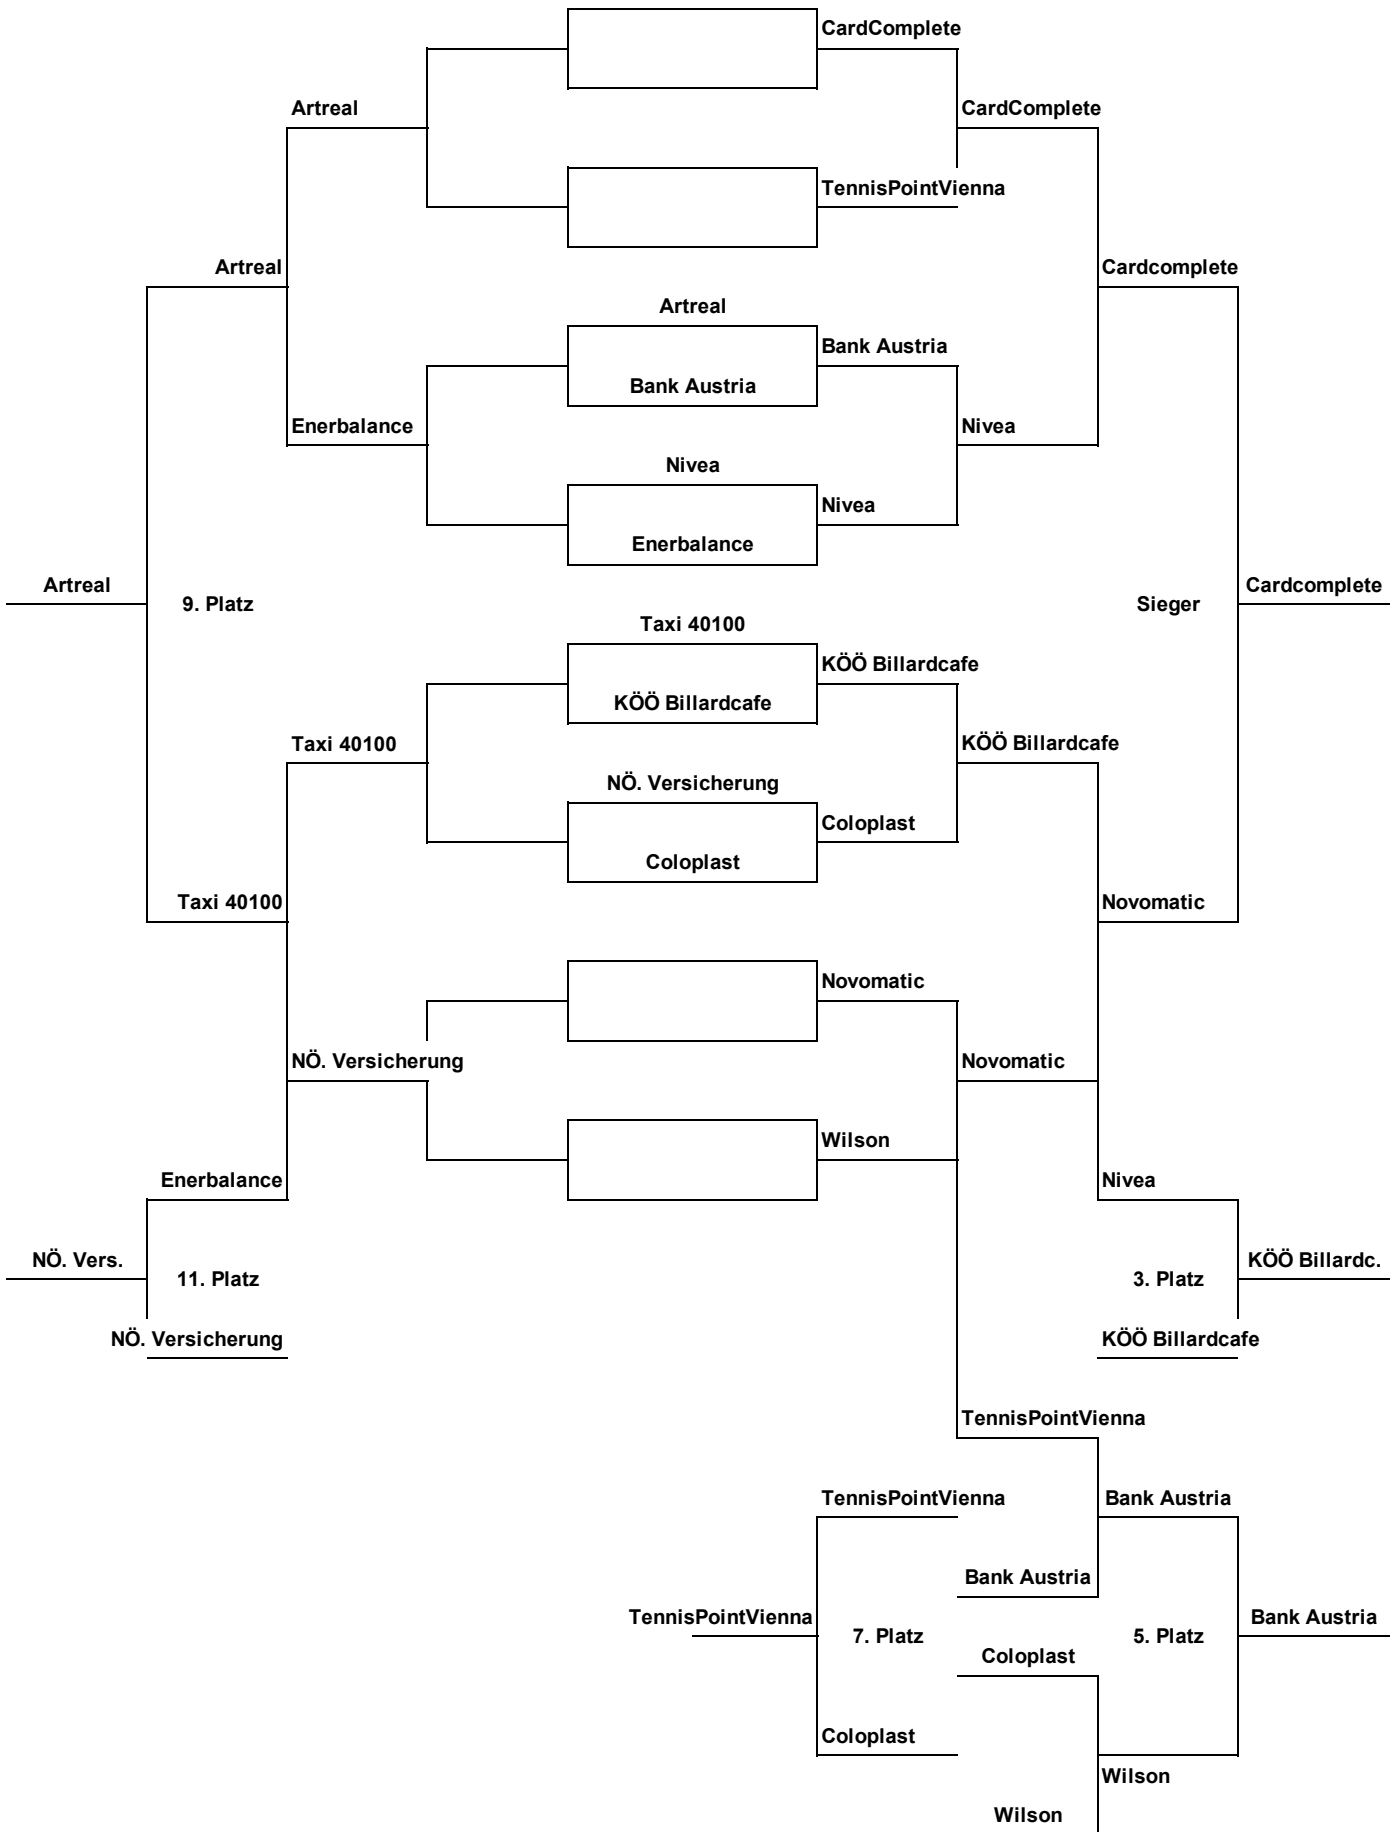 CardComplete
Artreal
CardComplete
TennisPointVienna
Artreal
Cardcomplete
Artreal
Bank Austria
Bank Austria
Enerbalance
Nivea
Nivea
Nivea
Enerbalance
Artreal
9. Platz
Sieger
Cardcomplete
Taxi 40100
KÖÖ Billardcafe
KÖÖ Billardcafe
Taxi 40100
KÖÖ Billardcafe
NÖ. Versicherung
Coloplast
Coloplast
Taxi 40100
Novomatic
Novomatic
NÖ. Versicherung
Novomatic
Wilson
Enerbalance
Nivea
NÖ. Vers.
11. Platz
3. Platz
KÖÖ Billardc.
NÖ. Versicherung
KÖÖ Billardcafe
TennisPointVienna
TennisPointVienna
Bank Austria
Bank Austria
TennisPointVienna
7. Platz
5. Platz
Bank Austria
Coloplast
Coloplast
Wilson
Wilson